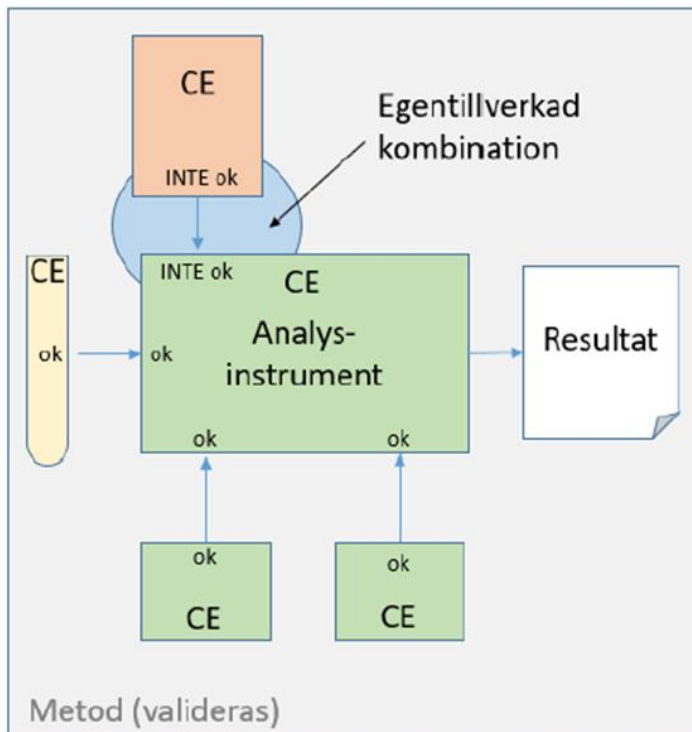 CE
INTE ok
Egentillverkad
kombination
CE
ok
INTE ok
CE
ok
Analys-
instrument
ok
ok
Resultat
ok
CE
ok
CE
Metod (valideras)